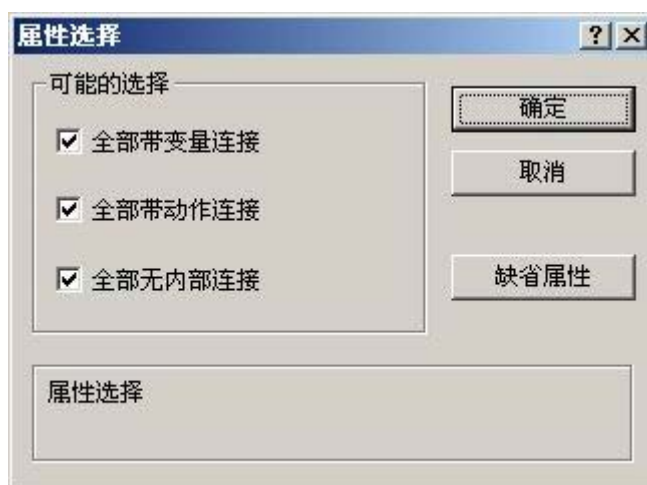 属性选择
可能的选择
全部带变量连接
全部带动作连接
全部无内部连接
确定
取消
缺省属性
属性选择